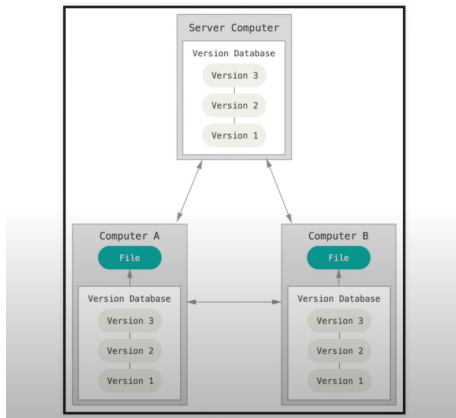 Server Computer
Version Database
Version 3
Version 2
Version 1
Computer A
File
Version Database
Version 3
Version 2
Version 1
Computer B
File
Version Database
Version 3
Version 2
Version 1